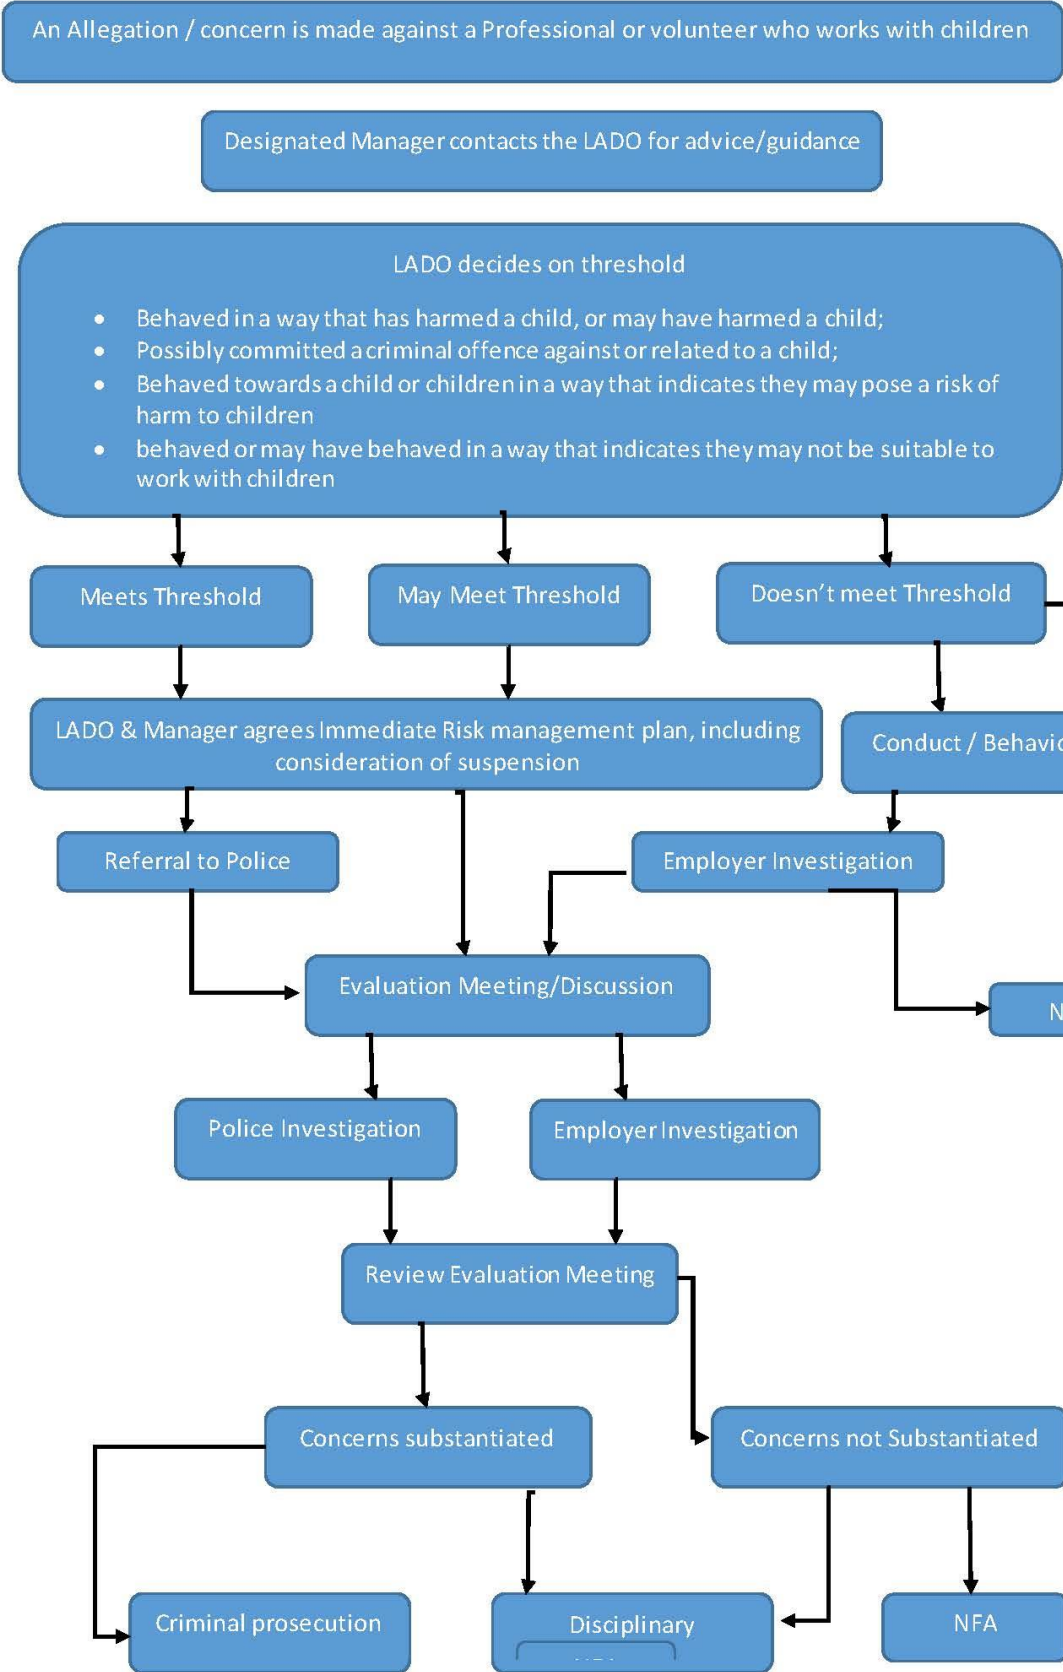 An Allegation / concern is made against a Professional or volunteer who works with children
Designated Manager contacts the LADO for advice/guidance
LADO decides on threshold
• Behaved in a way that has harmed a child, or may have harmed a child;
• Possibly committed a criminal offence against or related to a child;
• Behaved towards a child or children in a way that indicates they may pose a risk of
harm to children
• behaved or may have behaved in a way that indicates they may not be suitable to
work with children
Meets Threshold
May Meet Threshold
Doesn't meet Threshold
LADO & Manager agrees Immediate Risk management plan, including
consideration of suspension
Conduct /
Referral to Police
Employer Investigation
Evaluation Meeting/Discussion
Police Investigation
Employer Investigation
Review Evaluation Meeting
Concerns substantiated
Concerns not Substantiated
Criminal prosecution
Disciplinary
NFA